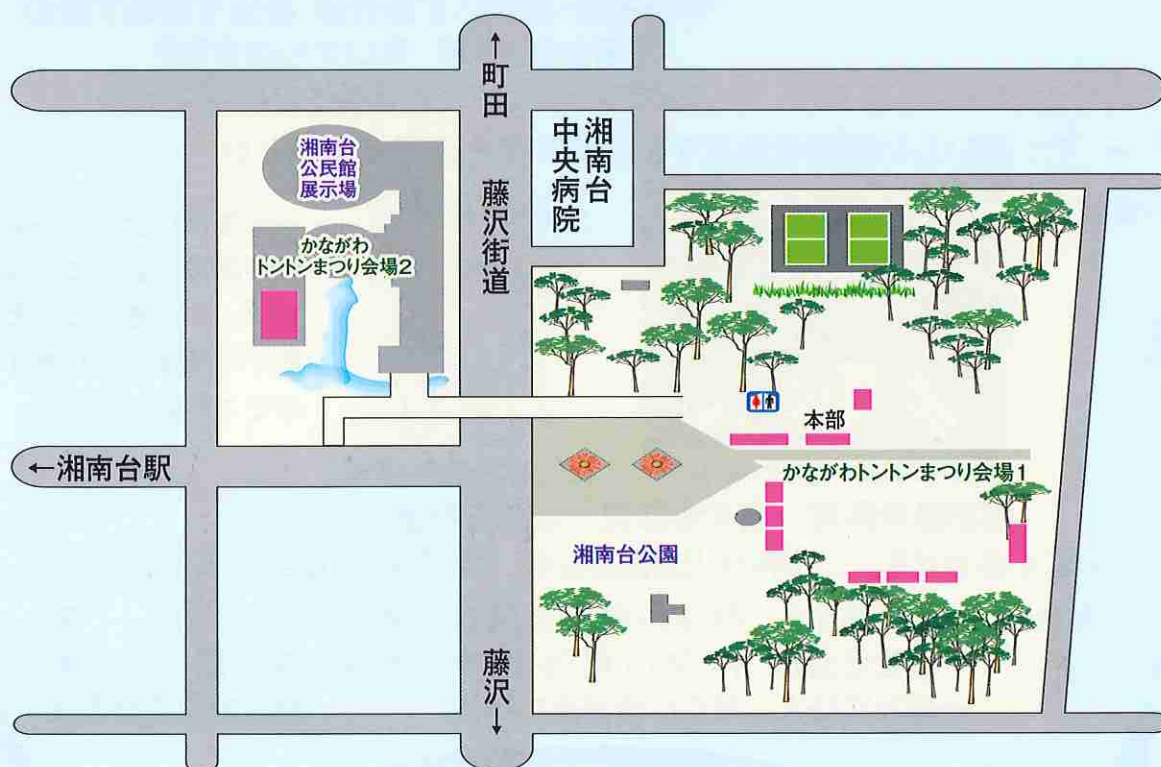 ↑町田
藤沢街道
湘南台
中央病院
湘南台
公民館
展示場
かながわ
トントンまつり会場2
本部
←湘南台駅
かながわトントンまつり会場1
湘南台公園
藤沢↓